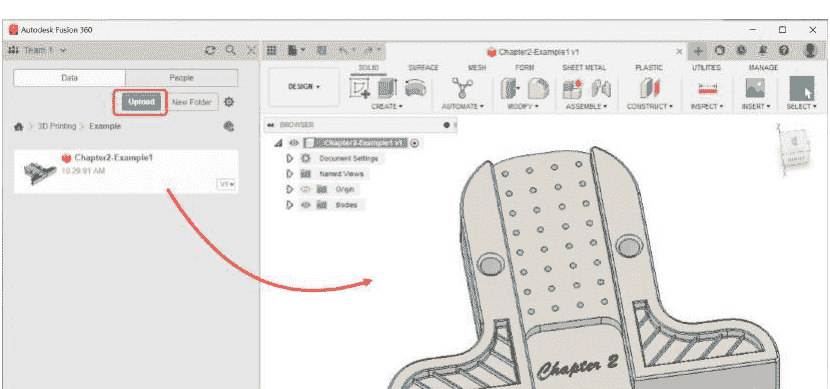 Autodesk Fusion 360
Team 1
Chapter2-Example1 v1
Data People
Upload New Folder
3D Printing > Example
Chapter2-Example1
10:29:01 AM
V1
SOLID SURFACE MESH FORM SHEET METAL PLASTIC UTILITIES MANAGE
DESIGN
CREATE AUTOMATE MODIFY ASSEMBLE CONSTRUCT INSPECT INSERT SELECT
BROWSER
Chapter2-Example1 v1
Document Settings
Named Views
Origin
Bodies
Chapter 2